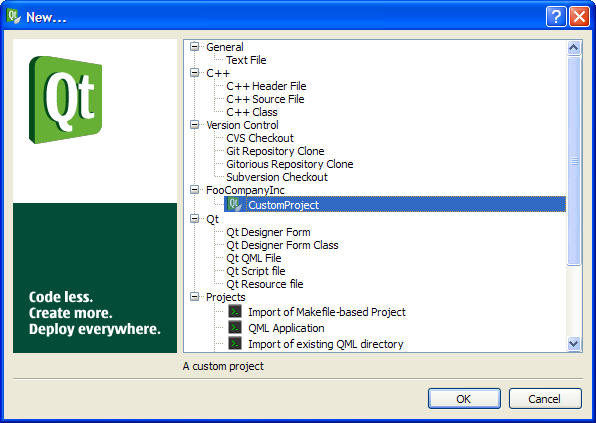 New...
Qt
Code less.
Create more.
Deploy everywhere.
General
Text File
C++
C++ Header File
C++ Source File
C++ Class
Version Control
CVS Checkout
Git Repository Clone
Gitorious Repository Clone
Subversion Checkout
FooCompanyInc
CustomProject
Qt
Qt Designer Form
Qt Designer Form Class
Qt QML File
Qt Script file
Qt Resource file
Projects
Import of Makefile-based Project
QML Application
Import of existing QML directory
A custom project
OK
Cancel